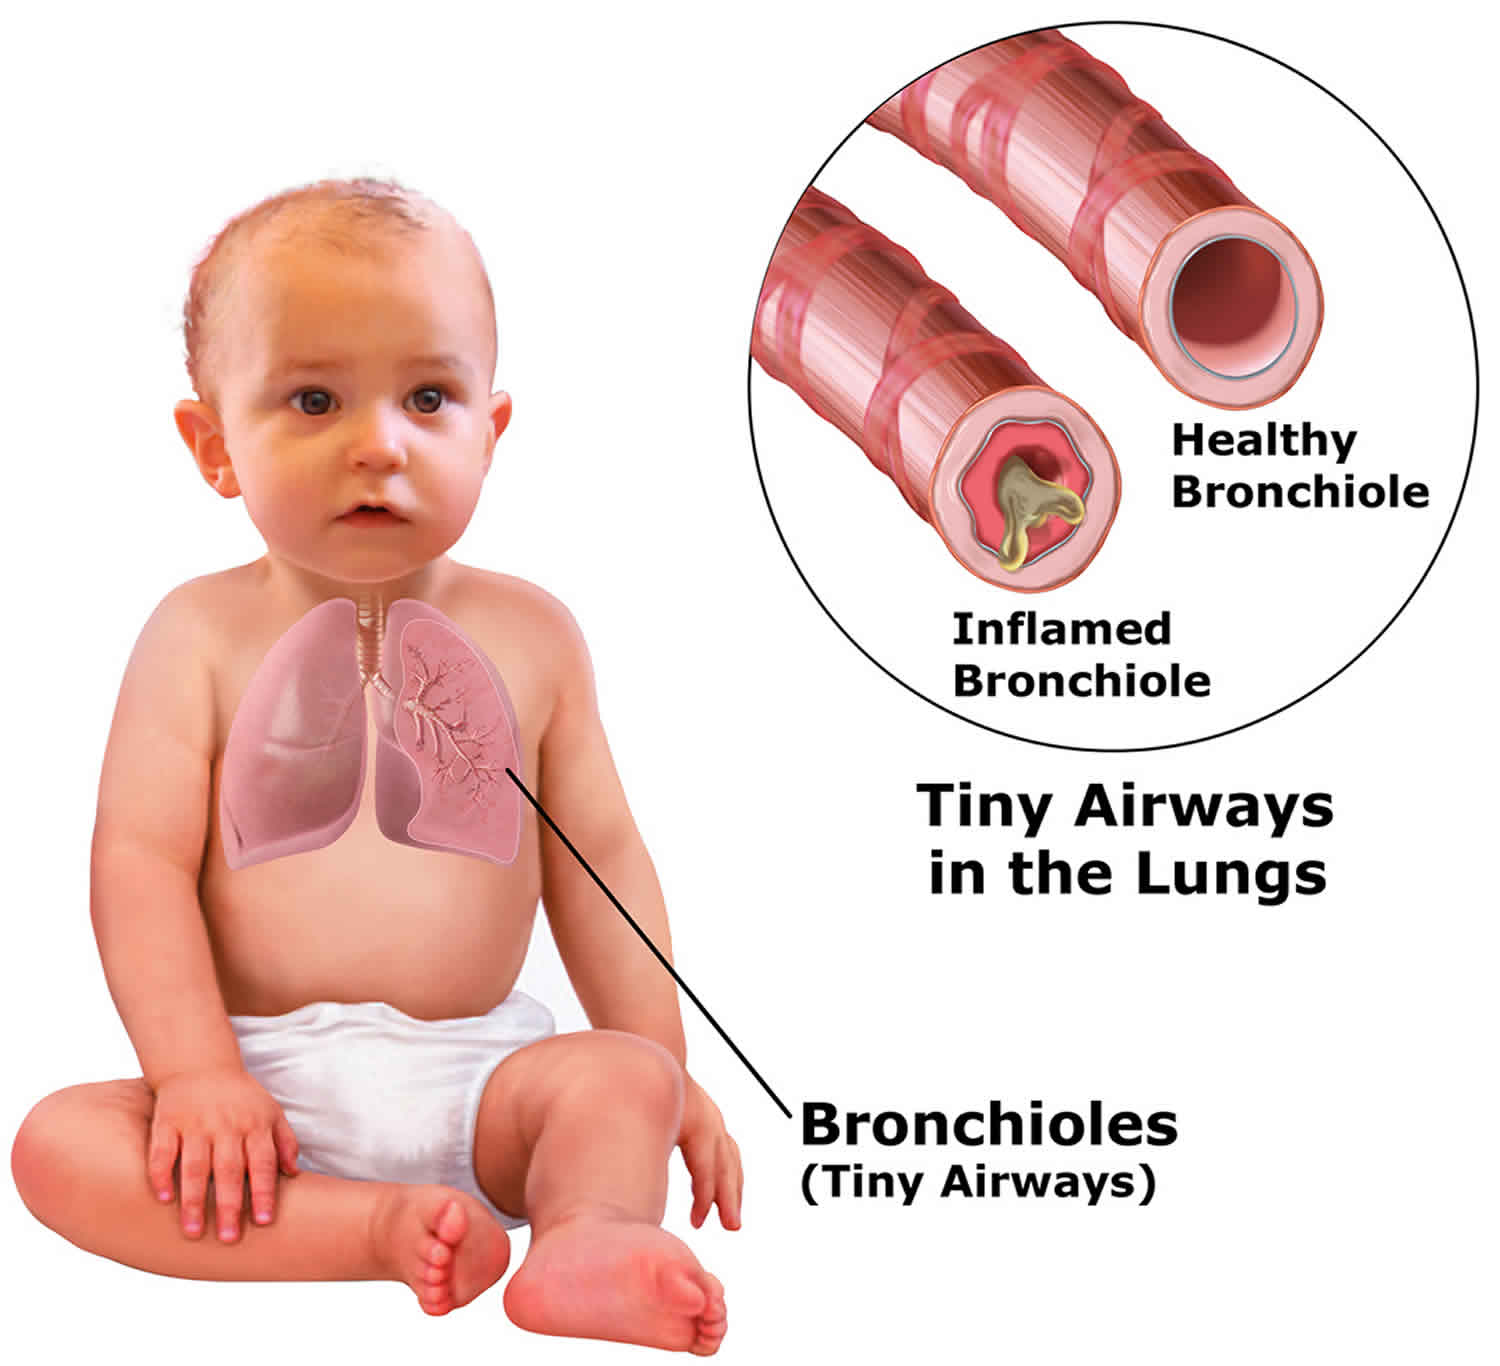 Healthy
Bronchiole
Inflamed
Bronchiole
Tiny Airways
in the Lungs
Bronchioles
(Tiny Airways)